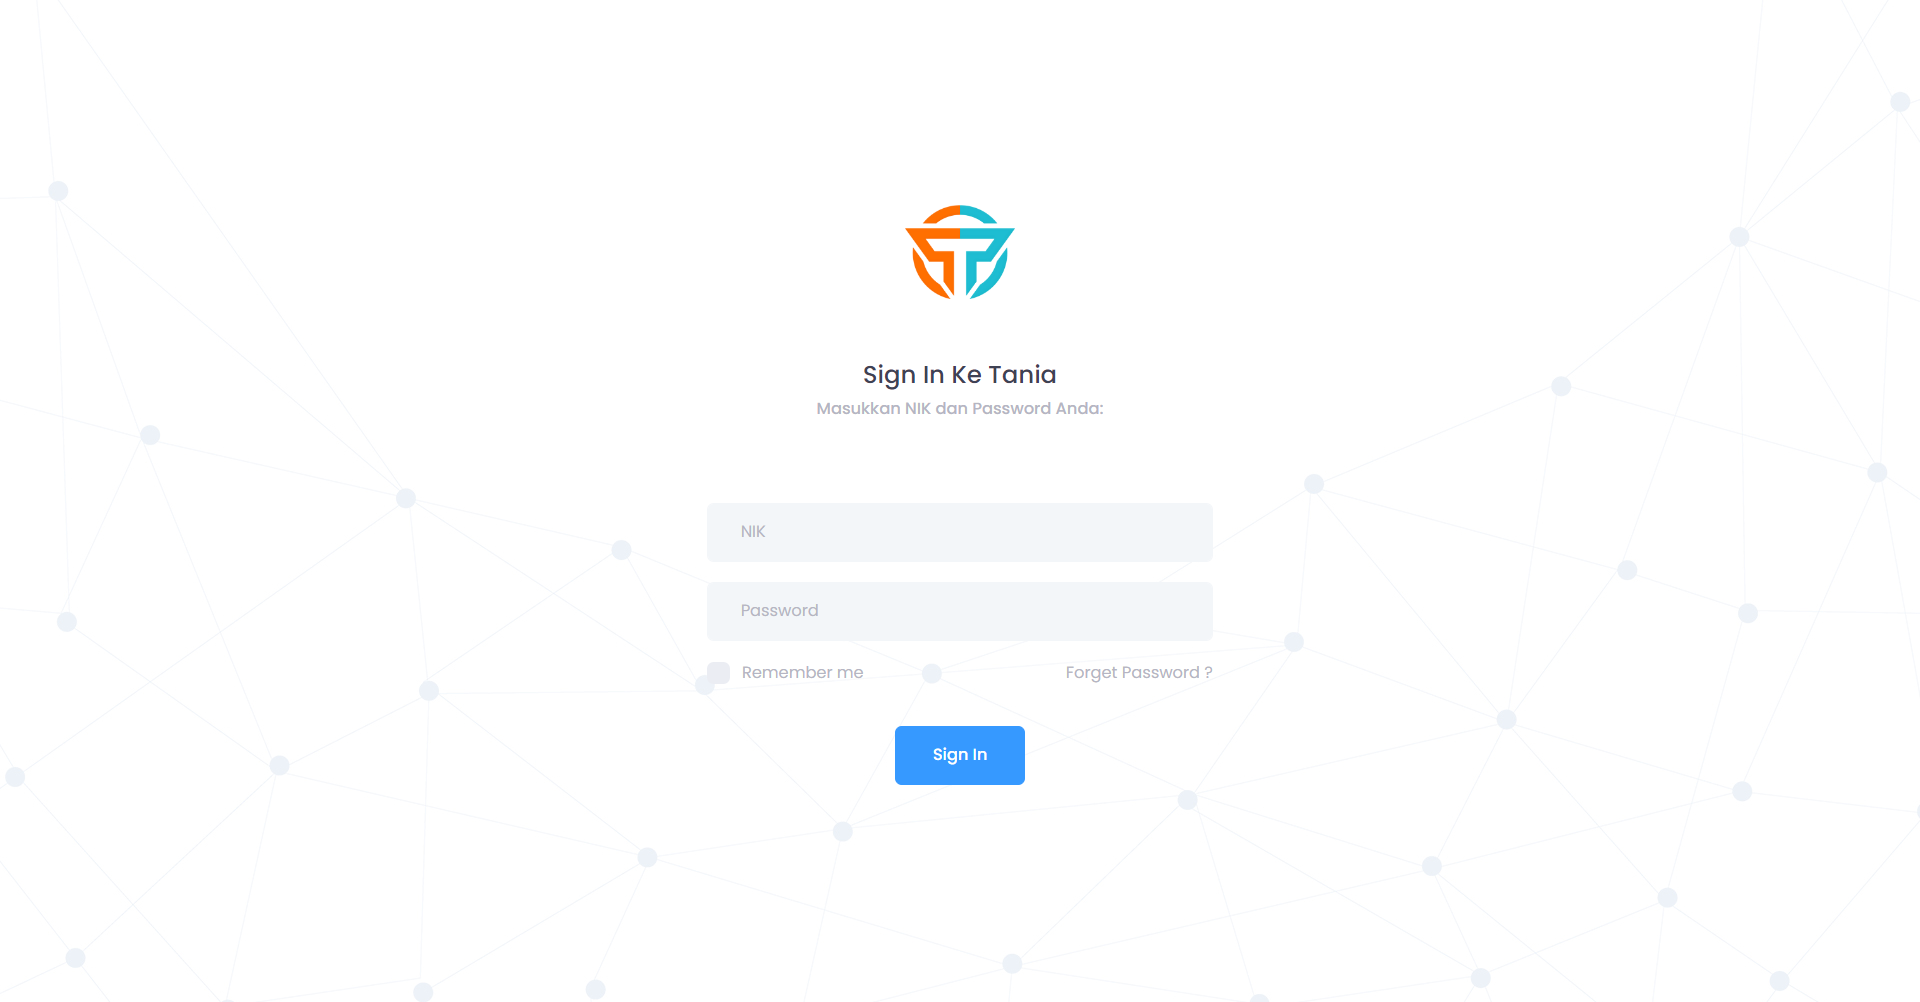 Sign In Ke Tania
Masukkan NIK dan Password Anda:
NIK
Password
Remember me
Forget Password ?
Sign In